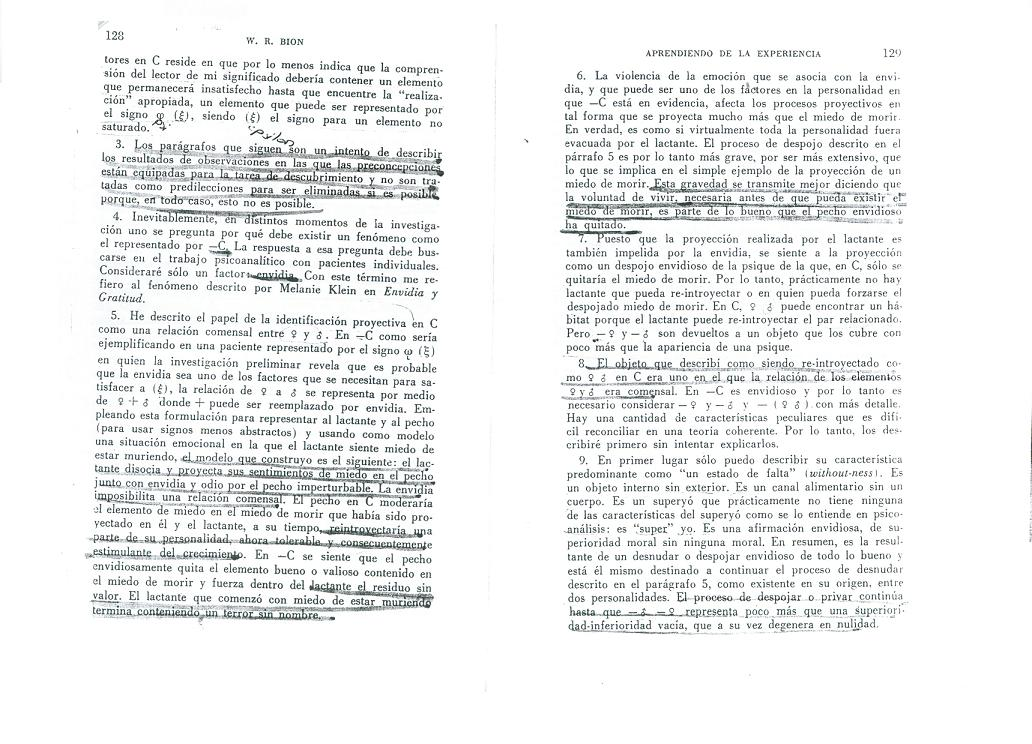 128
W. R. BION
tores en C reside en que por lo menos indica que la compren-
sión del lector de mi significado debería contener un elemento
que permanecerá insatisfecho hasta que encuentre la "realiza-
ción" apropiada, un elemento que puede ser representado por
el signo φ (ξ), siendo (ξ) el signo para un elemento no
saturado.
ípsilon
3. Los parágrafos que siguen son un intento de describir
los resultados de observaciones en las que las preconcepciones
están equipadas para la tarea de descubrimiento y no son tra-
tadas como predilecciones para ser eliminadas si es posible
porque, en todo caso, esto no es posible.
4. Inevitablemente, en distintos momentos de la investiga-
ción uno se pregunta por qué debe existir un fenómeno como
el representado por —C. La respuesta a esa pregunta debe bus-
carse en el trabajo psicoanalítico con pacientes individuales.
Consideraré sólo un factor: envidia. Con este término me re-
fiero al fenómeno descrito por Melanie Klein en Envidia y
Gratitud.
5. He descrito el papel de la identificación proyectiva en C
como una relación comensal entre ♀ y ♂. En —C como sería
ejemplificando en una paciente representado por el signo φ (ξ)
en quien la investigación preliminar revela que es probable
que la envidia sea uno de los factores que se necesitan para sa-
tisfacer a (ξ), la relación de ♀ a ♂ se representa por medio
de ♀ + ♂ donde + puede ser reemplazado por envidia. Em-
pleando esta formulación para representar al lactante y al pecho
(para usar signos menos abstractos) y usando como modelo
una situación emocional en la que el lactante siente miedo de
estar muriendo, el modelo que construyo es el siguiente: el lac-
tante disocia y proyecta sus sentimientos de miedo en el pecho
junto con envidia y odio por el pecho imperturbable. La envidia
imposibilita una relación comensal. El pecho en C moderaría
el elemento de miedo en el miedo de morir que había sido pro-
yectado en él y el lactante, a su tiempo, reintroyectaría una
parte de su personalidad, ahora tolerable y consecuentemente
estimulante del crecimiento. En —C se siente que el pecho
envidiosamente quita el elemento bueno o valioso contenido en
el miedo de morir y fuerza dentro del lactante el residuo sin
valor. El lactante que comenzó con miedo de estar muriendo
termina conteniendo un terror sin nombre.
APRENDIENDO DE LA EXPERIENCIA
129
6. La violencia de la emoción que se asocia con la envi-
dia, y que puede ser uno de los factores en la personalidad en
que —C está en evidencia, afecta los procesos proyectivos en
tal forma que se proyecta mucho más que el miedo de morir.
En verdad, es como si virtualmente toda la personalidad fuera
evacuada por el lactante. El proceso de despojo descrito en el
párrafo 5 es por lo tanto más grave, por ser más extensivo, que
lo que se implica en el simple ejemplo de la proyección de un
miedo de morir. Esta gravedad se transmite mejor diciendo que
la voluntad de vivir, necesaria antes de que pueda existir el
miedo de morir, es parte de lo bueno que el pecho envidioso
ha quitado.
7. Puesto que la proyección realizada por el lactante es
también impelida por la envidia, se siente a la proyección
como un despojo envidioso de la psique de la que, en C, sólo se
quitaría el miedo de morir. Por lo tanto, prácticamente no hay
lactante que pueda re-introyectar o en quien pueda forzarse el
despojado miedo de morir. En C, ♀ ♂ puede encontrar un há-
bitat porque el lactante puede re-introyectar el par relacionado.
Pero — ♀ y — ♂ son devueltos a un objeto que los cubre con
poco más que la apariencia de una psique.
8. El objeto que describí como siendo re-introyectado co-
mo ♀ ♂ en C era uno en el que la relación de los elementos
♀ y ♂ era comensal. En —C es envidioso y por lo tanto es
necesario considerar — ♀ y — ♂ y — (♀ ♂) con más detalle.
Hay una cantidad de características peculiares que es difí-
cil reconciliar en una teoría coherente. Por lo tanto, los des-
cribiré primero sin intentar explicarlos.
9. En primer lugar sólo puedo describir su característica
predominante como "un estado de falta" (without-ness). Es
un objeto interno sin exterior. Es un canal alimentario sin un
cuerpo. Es un superyó que prácticamente no tiene ninguna
de las características del superyó como se lo entiende en psico-
análisis: es "super" yo. Es una afirmación envidiosa, de su-
perioridad moral sin ninguna moral. En resumen, es la resul-
tante de un desnudar o despojar envidioso de todo lo bueno y
está él mismo destinado a continuar el proceso de desnudar
descrito en el parágrafo 5, como existente en su origen, entre
dos personalidades. El proceso de despojar o privar continúa
hasta que — ♂ — ♀ representa poco más que una superiori-
dad-inferioridad vacía, que a su vez degenera en nulidad.